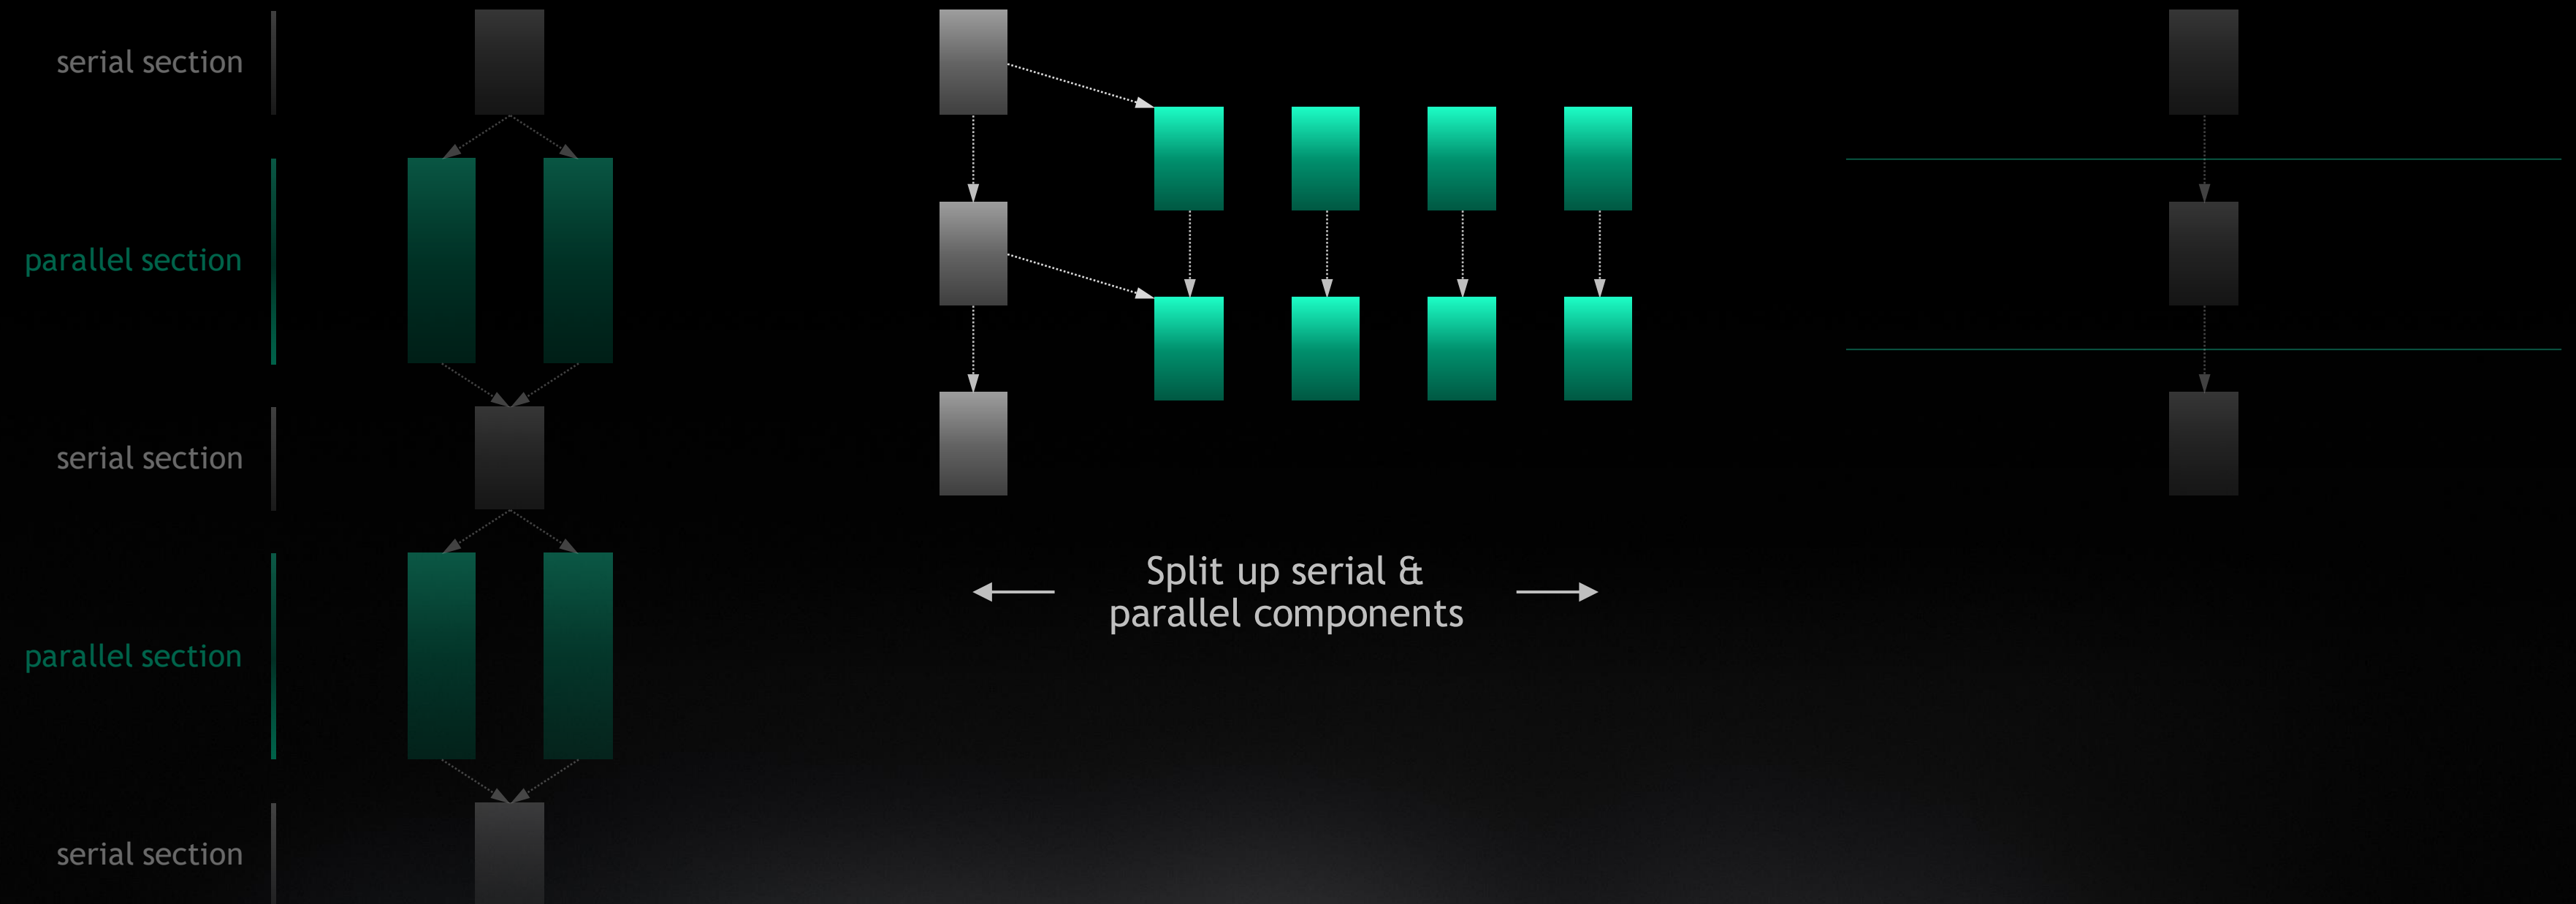 serial section
parallel section
serial section
parallel section
serial section
Split up serial &
parallel components